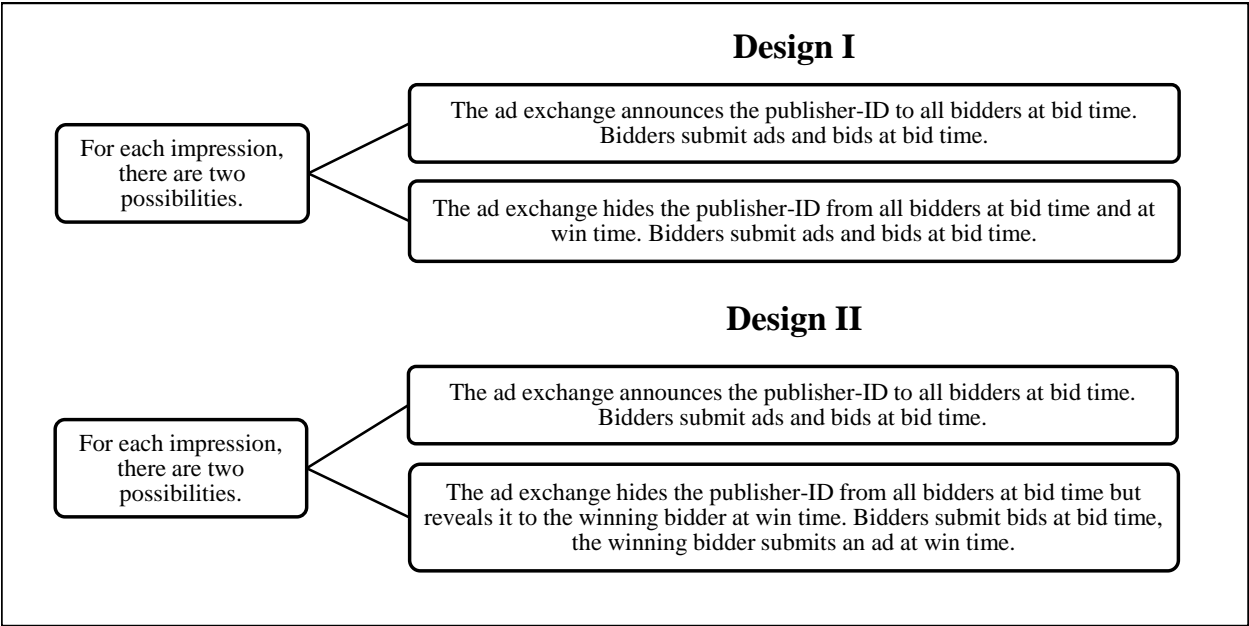 Design I
The ad exchange announces the publisher-ID to all bidders at bid time.
Bidders submit ads and bids at bid time.
For each impression,
there are two
possibilities.
The ad exchange hides the publisher-ID from all bidders at bid time and at
win time. Bidders submit ads and bids at bid time.
Design II
The ad exchange announces the publisher-ID to all bidders at bid time.
Bidders submit ads and bids at bid time.
For each impression,
there are two
possibilities.
The ad exchange hides the publisher-ID from all bidders at bid time but
reveals it to the winning bidder at win time. Bidders submit bids at bid time,
the winning bidder submits an ad at win time.